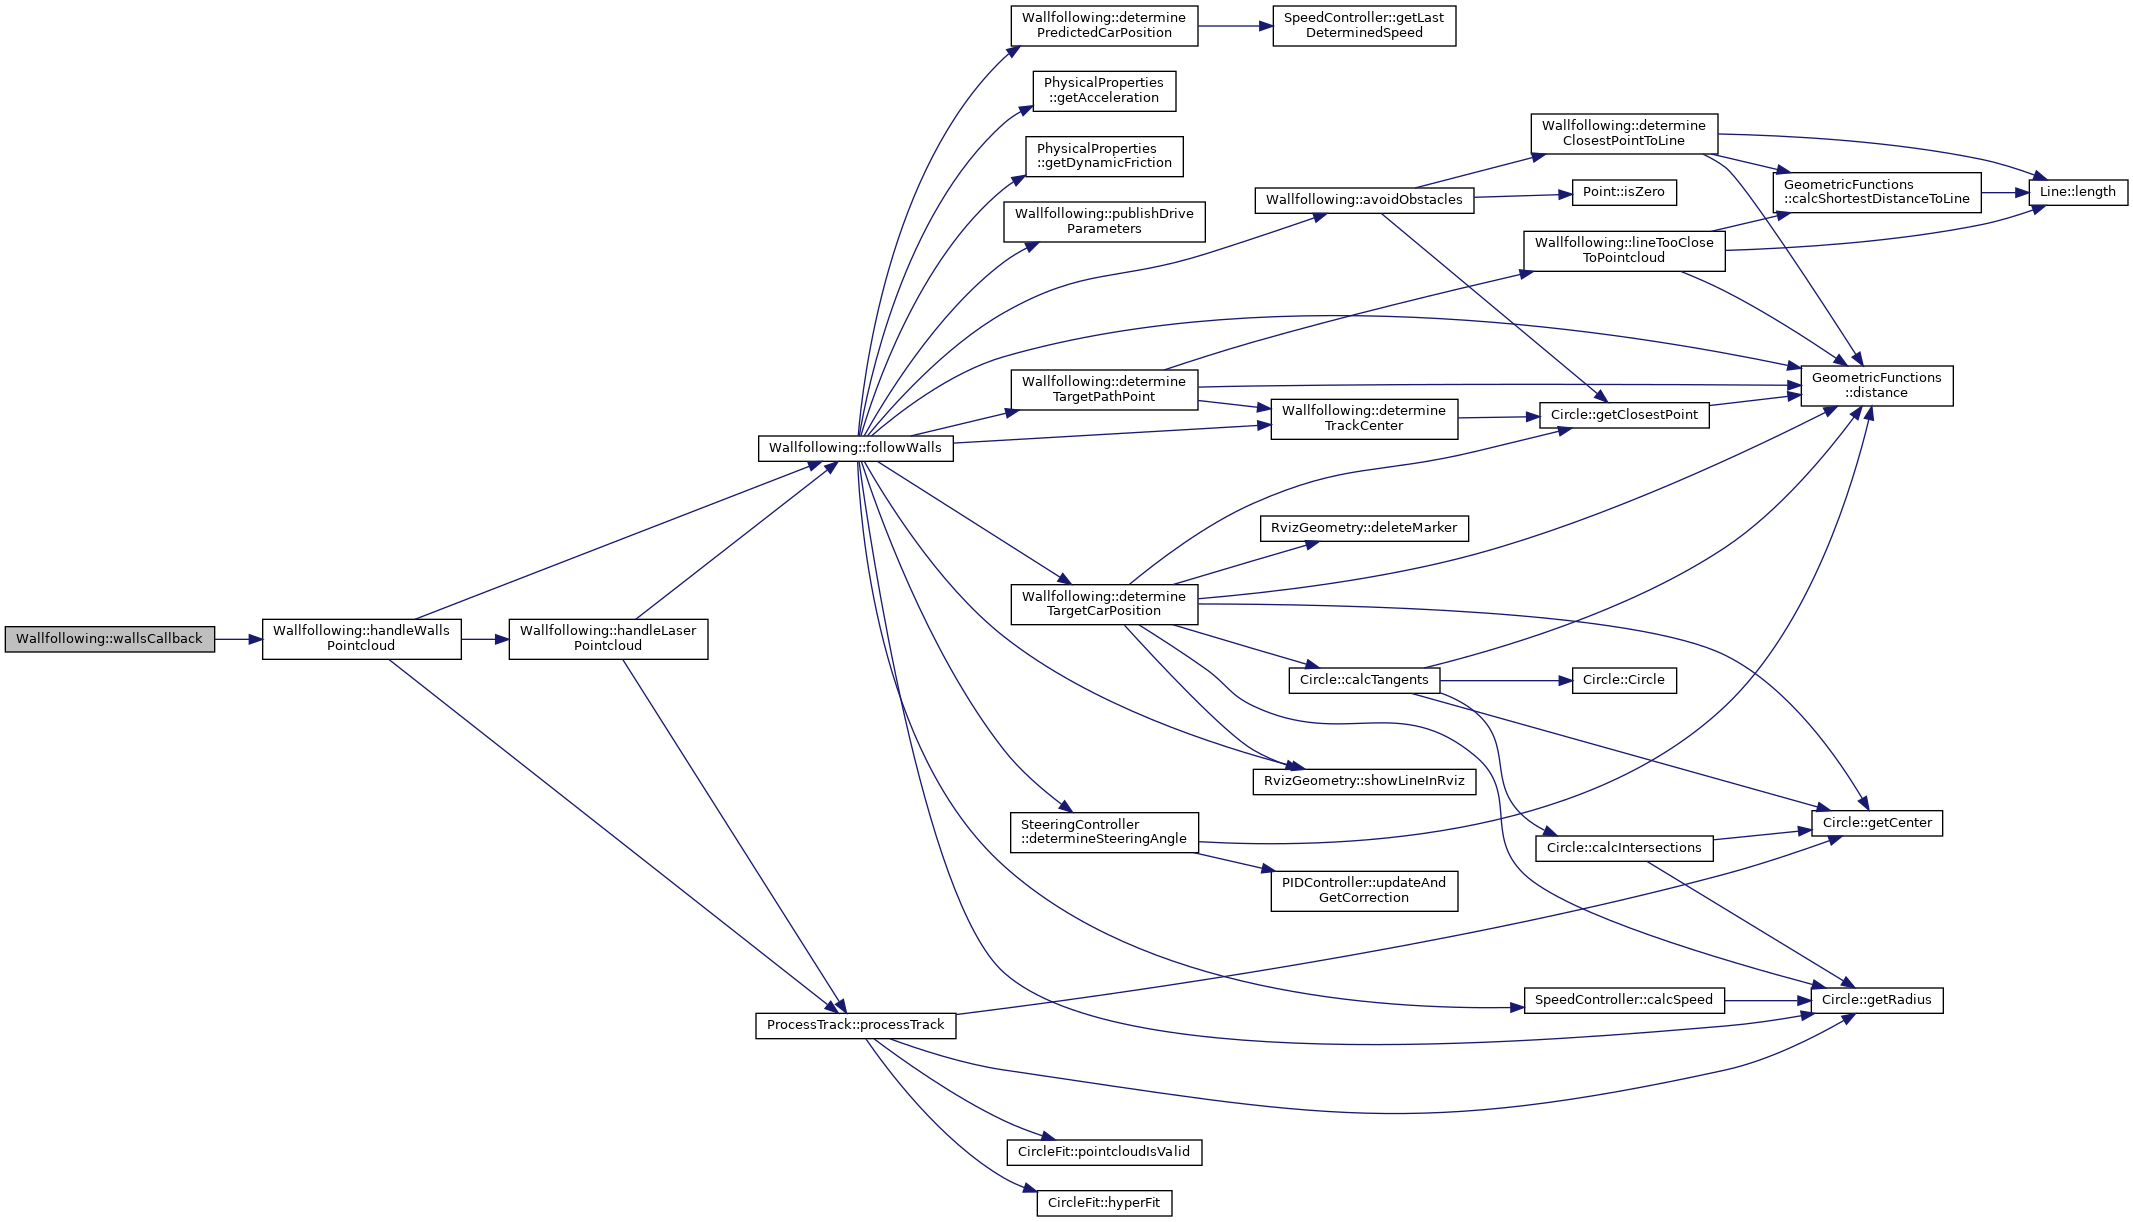 Wallfollowing::determine
PredictedCarPosition
SpeedController::getLast
DeterminedSpeed
PhysicalProperties
::getAcceleration
PhysicalProperties
::getDynamicFriction
Wallfollowing::publishDrive
Parameters
Wallfollowing::avoidObstacles
Wallfollowing::determine
ClosestPointToLine
Point::isZero
GeometricFunctions
::calcShortestDistanceToLine
Line::length
Wallfollowing::lineTooClose
ToPointcloud
Wallfollowing::determine
TargetPathPoint
Wallfollowing::determine
TrackCenter
Circle::getClosestPoint
GeometricFunctions
::distance
Wallfollowing::followWalls
RvizGeometry::deleteMarker
Wallfollowing::determine
TargetCarPosition
Wallfollowing::wallsCallback
Wallfollowing::handleWalls
Pointcloud
Wallfollowing::handleLaser
Pointcloud
Circle::calcTangents
Circle::Circle
RvizGeometry::showLineInRviz
SteeringController
::determineSteeringAngle
Circle::getCenter
Circle::calcIntersections
PIDController::updateAnd
GetCorrection
SpeedController::calcSpeed
Circle::getRadius
ProcessTrack::processTrack
CircleFit::pointcloudIsValid
CircleFit::hyperFit